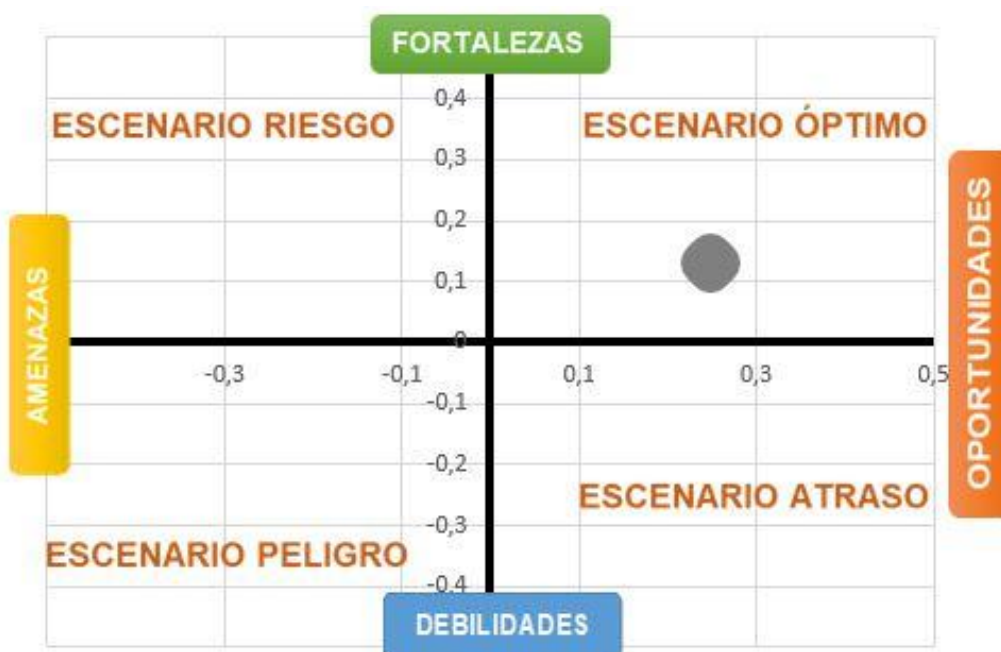 FORTALEZAS
0,4
ESCENARIO RIESGO
ESCENARIO ÓPTIMO
0,3
0,2
0,1
AMENAZAS
OPORTUNIDADES
0
-0,3
-0,1
0,1
0,3
0,5
-0,1
-0,2
ESCENARIO ATRASO
-0,3
ESCENARIO PELIGRO
-0,4
DEBILIDADES